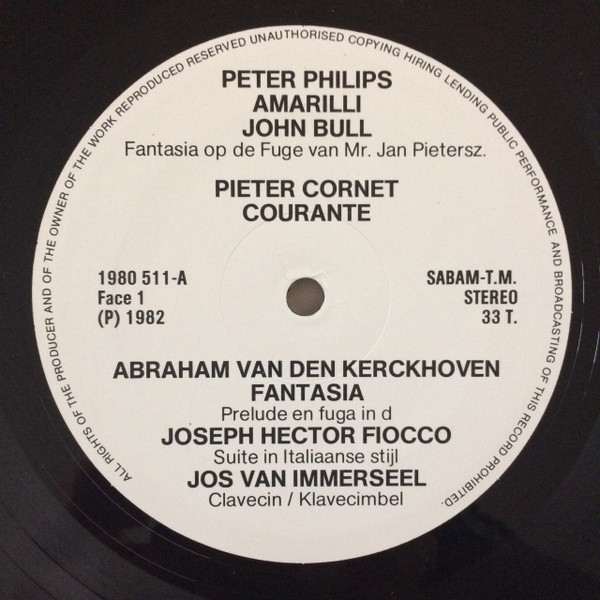 ALL RIGHTS OF THE PRODUCER AND OF THE OWNER OF THE WORK REPRODUCED RESERVED UNAUTHORISED COPYING HIRING LENDING PUBLIC PERFORMANCE AND BROADCASTING OF THIS RECORD PROHIBITED.
PETER PHILIPS
AMARILLI
JOHN BULL
Fantasia op de Fuge van Mr. Jan Pietersz.
PIETER CORNET
COURANTE
1980 511-A
Face 1
(P) 1982
SABAM-T.M.
STEREO
33 T.
ABRAHAM VAN DEN KERCKHOVEN
FANTASIA
Prelude en fuga in d
JOSEPH HECTOR FIOCCO
Suite in Italiaanse stijl
JOS VAN IMMERSEEL
Clavecin / Klavecimbel